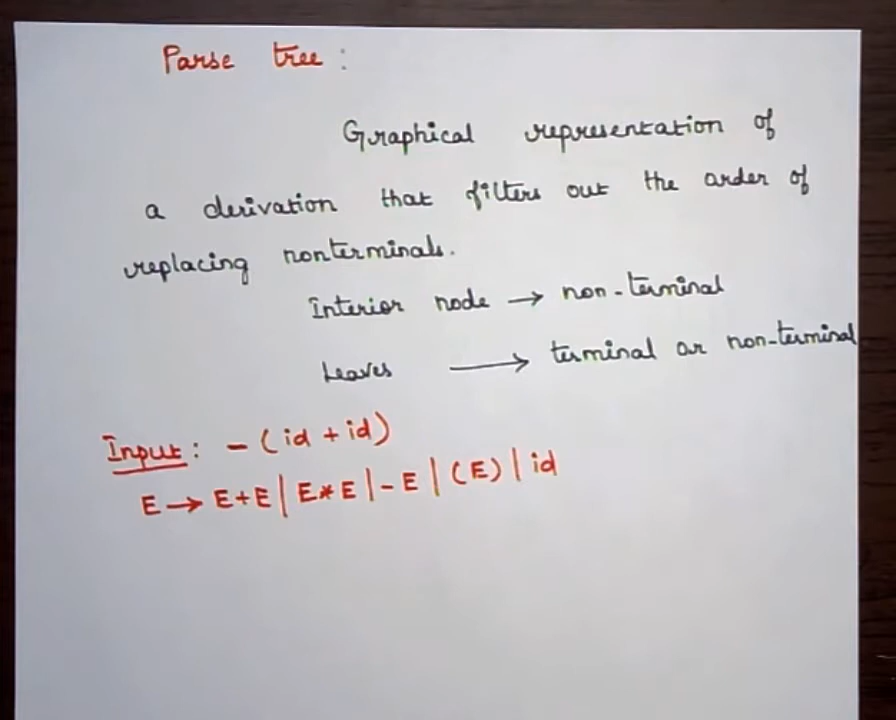 Parse tree :
Graphical representation of
a derivation that filters out the order of
replacing nonterminals.
Interior node → non-terminal
Leaves → terminal or non-terminal
Input : - (id + id)
E → E+E | E*E | -E | (E) | id